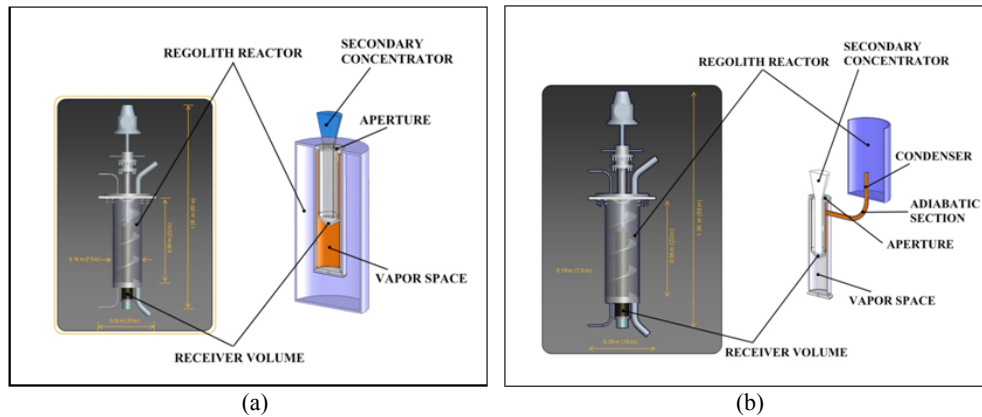 SECONDARY
CONCENTRATOR
REGOLITH REACTOR
APERTURE
VAPOR SPACE
RECEIVER VOLUME
(a)
SECONDARY
CONCENTRATOR
REGOLITH REACTOR
CONDENSER
ADIABATIC
SECTION
APERTURE
VAPOR SPACE
RECEIVER VOLUME
(b)